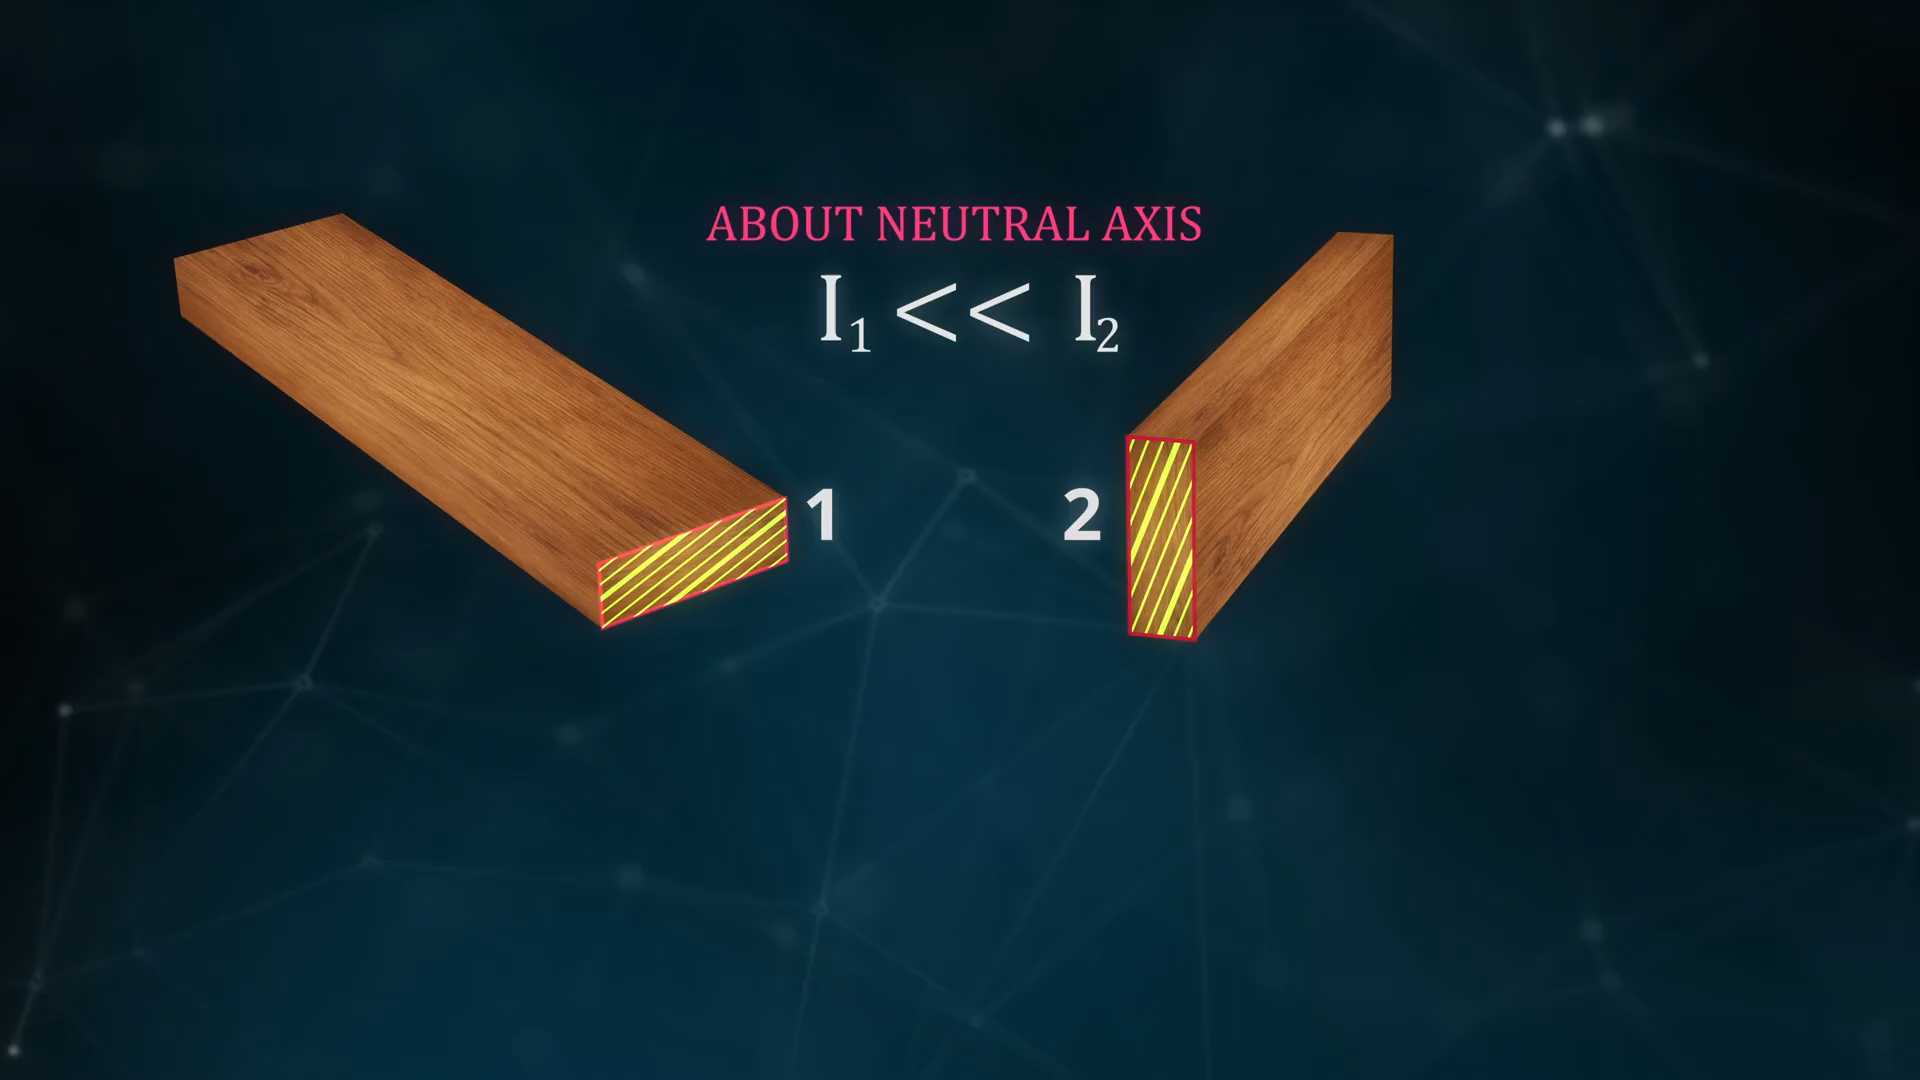 ABOUT NEUTRAL AXIS
I₁ << I₂
1
2